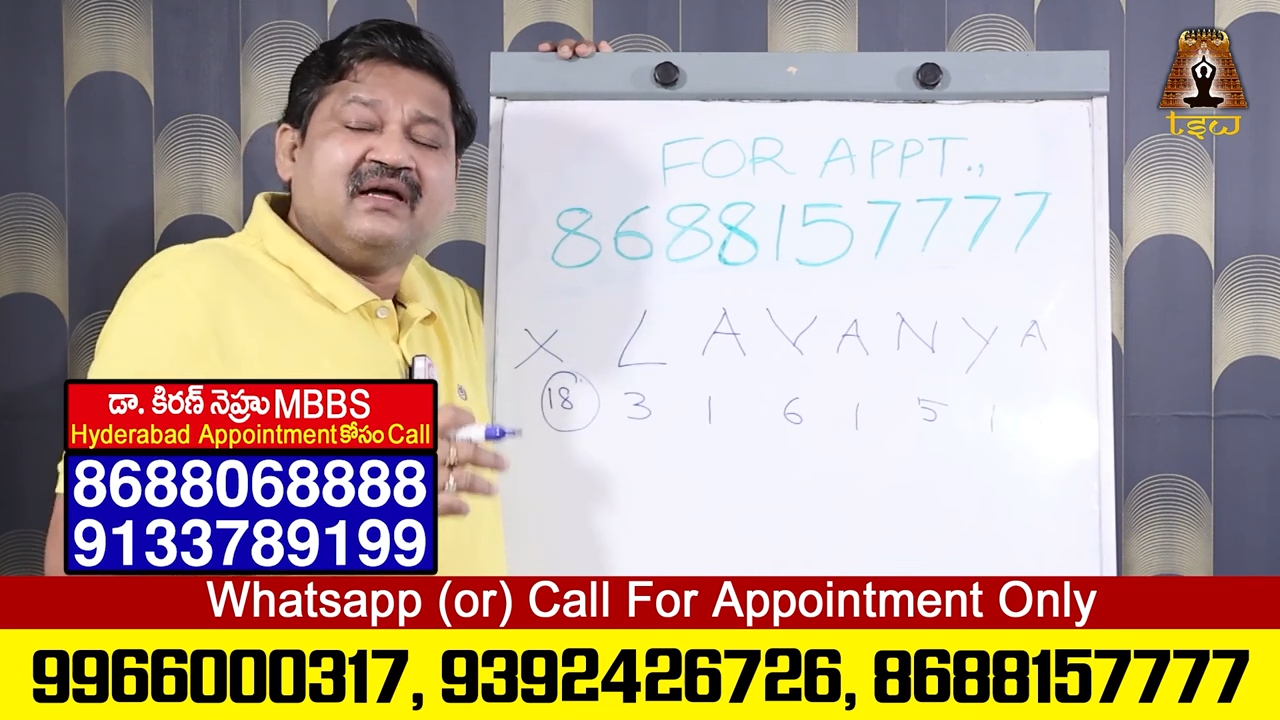 TSW
FOR APPT.,
8688157777
X L A V A N Y A
18 3 1 6 1 5 1
డా. కిరణ్ నెహ్రు MBBS
Hyderabad Appointment కోసం Call
8688068888
9133789199
Whatsapp (or) Call For Appointment Only
9966000317, 9392426726, 8688157777